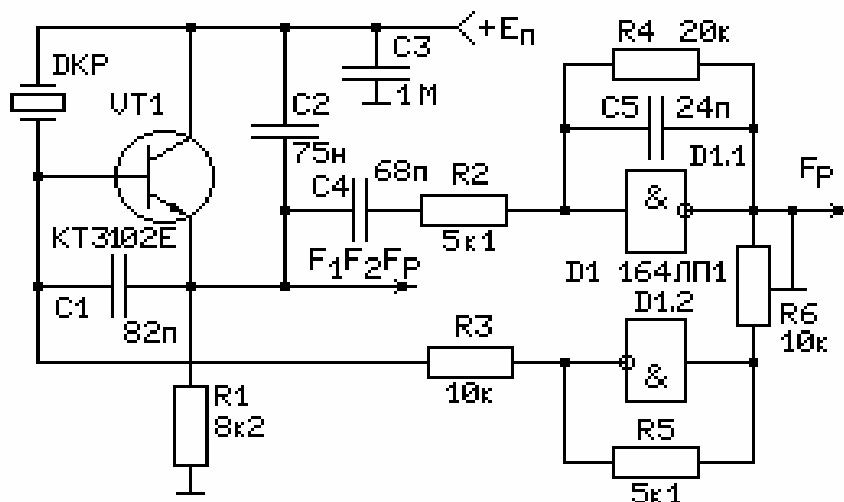 +Eп
R4 20к
C3
DKP
1М
VT1
C2
C5 24п
75н
D1.1
68п
R2
Fр
C4
&
КТ3102Е
5к1
F1F2Fр
D1 164ЛП1
C1
D1.2
82п
R3
R6
10к
10к
&
R1
8к2
R5
5к1